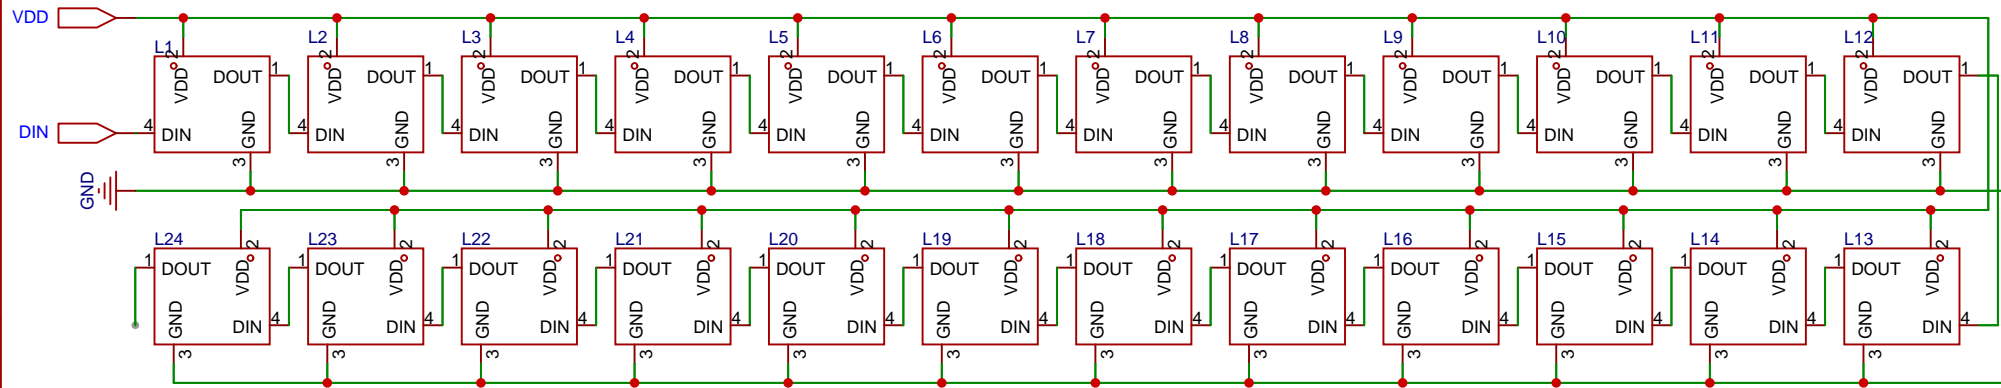 VDD
L1 L2 L3 L4 L5 L6 L7 L8 L9 L10 L11 L12
2 2 2 2 2 2 2 2 2 2 2 2
VDD DOUT 1 VDD DOUT 1 VDD DOUT 1 VDD DOUT 1 VDD DOUT 1 VDD DOUT 1 VDD DOUT 1 VDD DOUT 1 VDD DOUT 1 VDD DOUT 1 VDD DOUT 1 VDD DOUT 1
DIN 4 DIN GND 4 DIN GND 4 DIN GND 4 DIN GND 4 DIN GND 4 DIN GND 4 DIN GND 4 DIN GND 4 DIN GND 4 DIN GND 4 DIN GND 4 DIN GND
3 3 3 3 3 3 3 3 3 3 3 3
GND
L24 L23 L22 L21 L20 L19 L18 L17 L16 L15 L14 L13
2 2 2 2 2 2 2 2 2 2 2 2
1 DOUT VDD 1 DOUT VDD 1 DOUT VDD 1 DOUT VDD 1 DOUT VDD 1 DOUT VDD 1 DOUT VDD 1 DOUT VDD 1 DOUT VDD 1 DOUT VDD 1 DOUT VDD 1 DOUT VDD
GND DIN 4 GND DIN 4 GND DIN 4 GND DIN 4 GND DIN 4 GND DIN 4 GND DIN 4 GND DIN 4 GND DIN 4 GND DIN 4 GND DIN 4 GND DIN 4
3 3 3 3 3 3 3 3 3 3 3 3